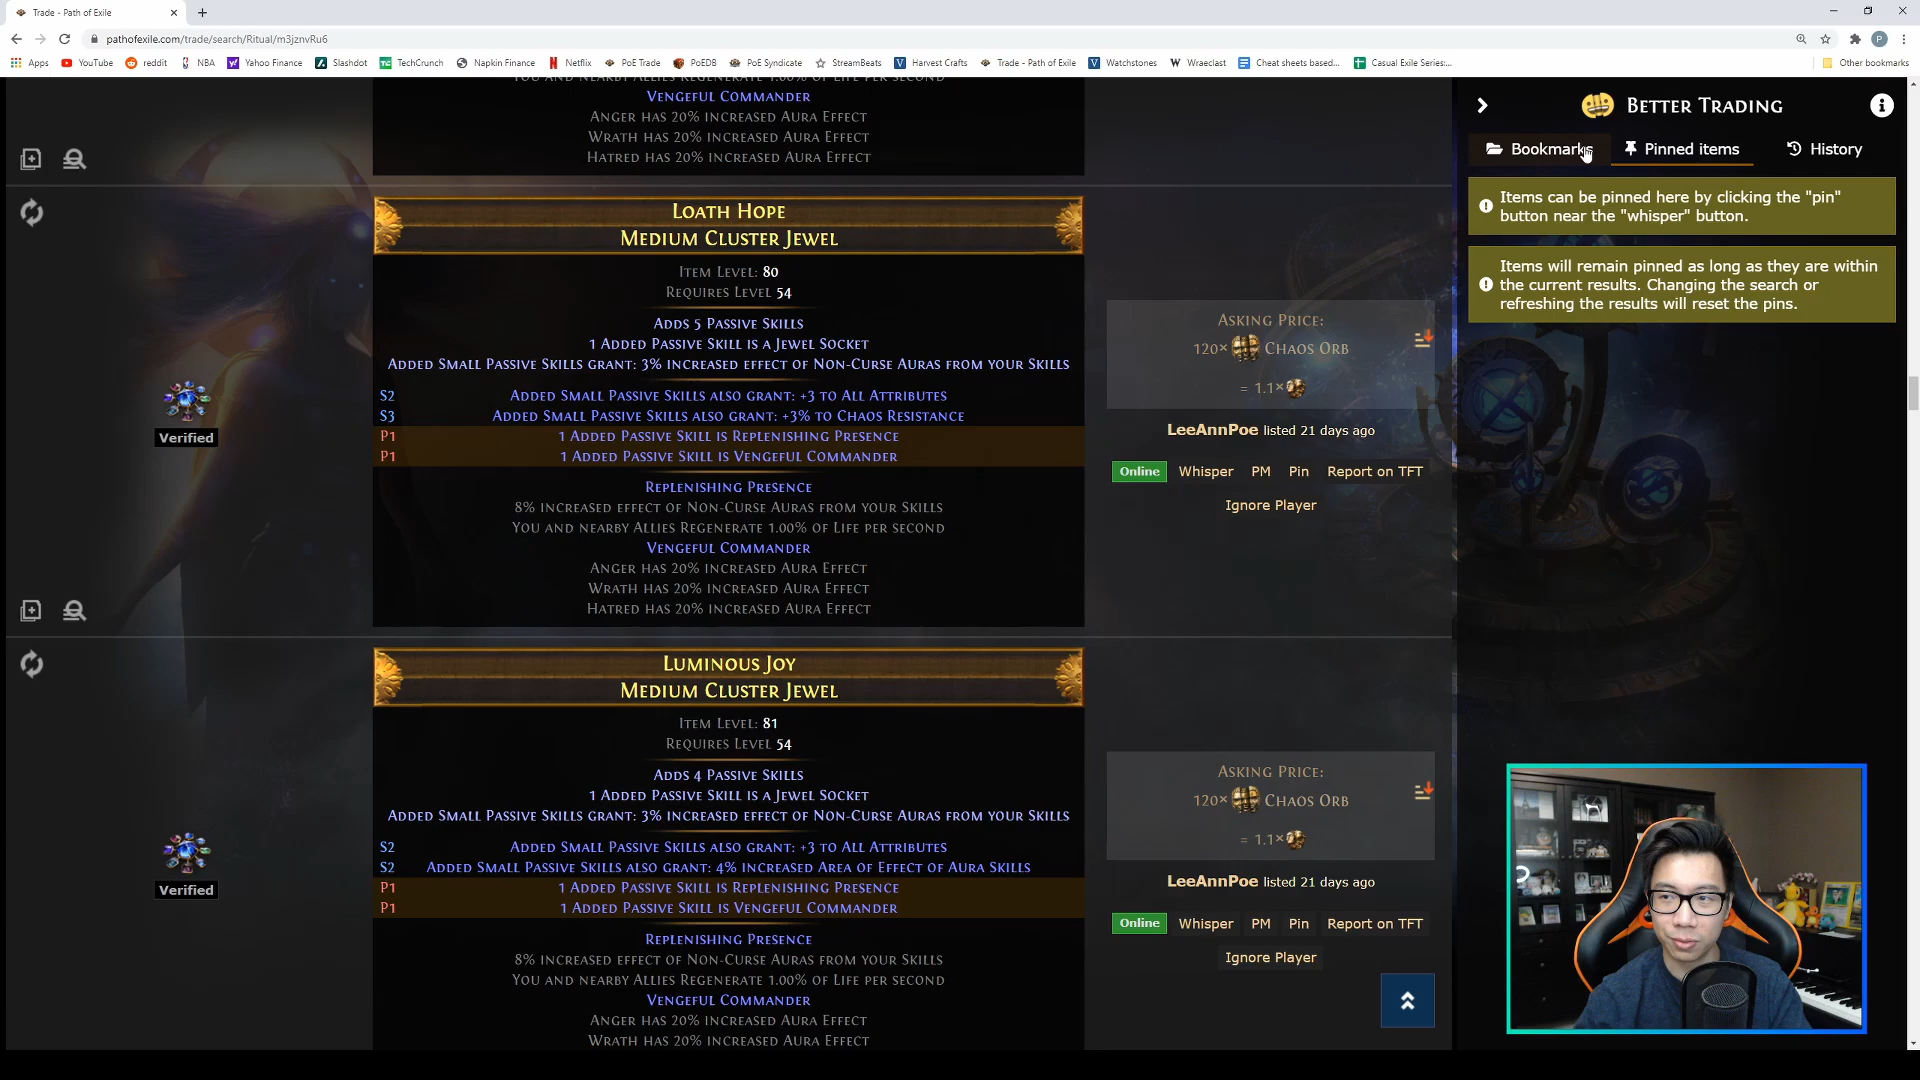 Trade - Path of Exile
pathofexile.com/trade/search/Ritual/m3jznvRu6
Apps YouTube reddit NBA Yahoo Finance Slashdot TechCrunch Napkin Finance Netflix PoE Trade PoEDB PoE Syndicate StreamBeats Harvest Crafts Trade - Path of Exile Watchstones Wraeclast Cheat sheets based... Casual Exile Series:... Other bookmarks
You and nearby Allies Regenerate 1.00% of Life per second
Vengeful Commander
Anger has 20% increased Aura Effect
Wrath has 20% increased Aura Effect
Hatred has 20% increased Aura Effect
Loath Hope
Medium Cluster Jewel
Item Level: 80
Requires Level 54
Adds 5 Passive Skills
1 Added Passive Skill is a Jewel Socket
Added Small Passive Skills grant: 3% increased effect of Non-Curse Auras from your Skills
S2 Added Small Passive Skills also grant: +3 to All Attributes
S3 Added Small Passive Skills also grant: +3% to Chaos Resistance
P1 1 Added Passive Skill is Replenishing Presence
P1 1 Added Passive Skill is Vengeful Commander
Replenishing Presence
8% increased effect of Non-Curse Auras from your Skills
You and nearby Allies Regenerate 1.00% of Life per second
Vengeful Commander
Anger has 20% increased Aura Effect
Wrath has 20% increased Aura Effect
Hatred has 20% increased Aura Effect
Verified
Asking Price:
120× Chaos Orb
= 1.1×
LeeAnnPoe listed 21 days ago
Online Whisper PM Pin Report on TFT
Ignore Player
Luminous Joy
Medium Cluster Jewel
Item Level: 81
Requires Level 54
Adds 4 Passive Skills
1 Added Passive Skill is a Jewel Socket
Added Small Passive Skills grant: 3% increased effect of Non-Curse Auras from your Skills
S2 Added Small Passive Skills also grant: +3 to All Attributes
S2 Added Small Passive Skills also grant: 4% increased Area of Effect of Aura Skills
P1 1 Added Passive Skill is Replenishing Presence
P1 1 Added Passive Skill is Vengeful Commander
Replenishing Presence
8% increased effect of Non-Curse Auras from your Skills
You and nearby Allies Regenerate 1.00% of Life per second
Vengeful Commander
Anger has 20% increased Aura Effect
Wrath has 20% increased Aura Effect
Verified
Asking Price:
120× Chaos Orb
= 1.1×
LeeAnnPoe listed 21 days ago
Online Whisper PM Pin Report on TFT
Ignore Player
Better Trading
Bookmarks Pinned items History
Items can be pinned here by clicking the "pin"
button near the "whisper" button.
Items will remain pinned as long as they are within
the current results. Changing the search or
refreshing the results will reset the pins.